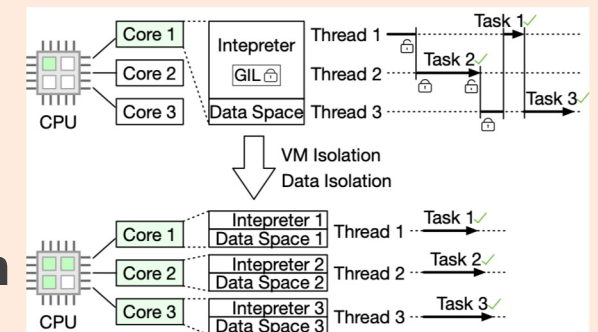 Core 1
Core 2
Core 3
CPU
Intepreter
GIL
Data Space
Thread 1
Thread 2
Thread 3
Task 1
Task 2
Task 3
VM Isolation
Data Isolation
Core 1
Core 2
Core 3
CPU
Intepreter 1
Data Space 1
Intepreter 2
Data Space 2
Intepreter 3
Data Space 3
Thread 1
Thread 2
Thread 3
Task 1
Task 2
Task 3